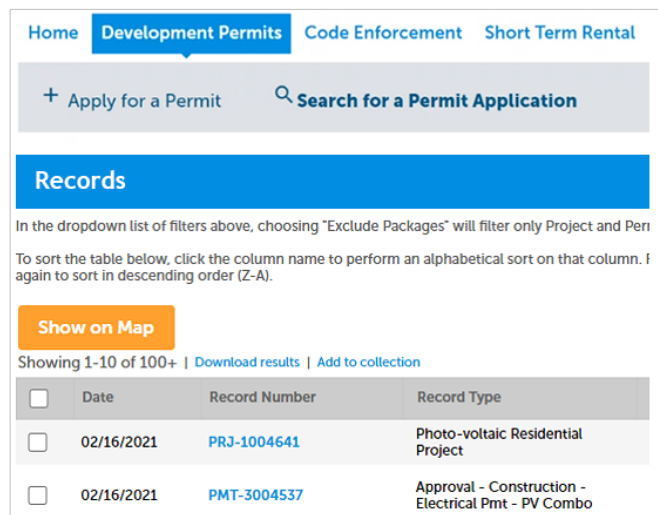 Home Development Permits Code Enforcement Short Term Rental
+ Apply for a Permit Search for a Permit Application
Records
In the dropdown list of filters above, choosing "Exclude Packages" will filter only Project and
To sort the table below, click the column name to perform an alphabetical sort on that column.
again to sort in descending order (Z-A).
Show on Map
Showing 1-10 of 100+ | Download results | Add to collection
Date Record Number Record Type
02/16/2021 PRJ-1004641 Photo-voltaic Residential
Project
02/16/2021 PMT-3004537 Approval - Construction -
Electrical Pmt - PV Combo